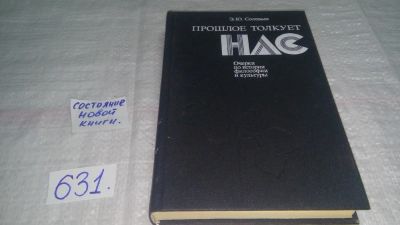 Э.Ю. Соловьев
ПРОШЛОЕ ТОЛКУЕТ
НАС
Очерки
по истории
философии
и культуры
СОСТОЯНИЕ
НОВОЙ
КНИГИ.
631.